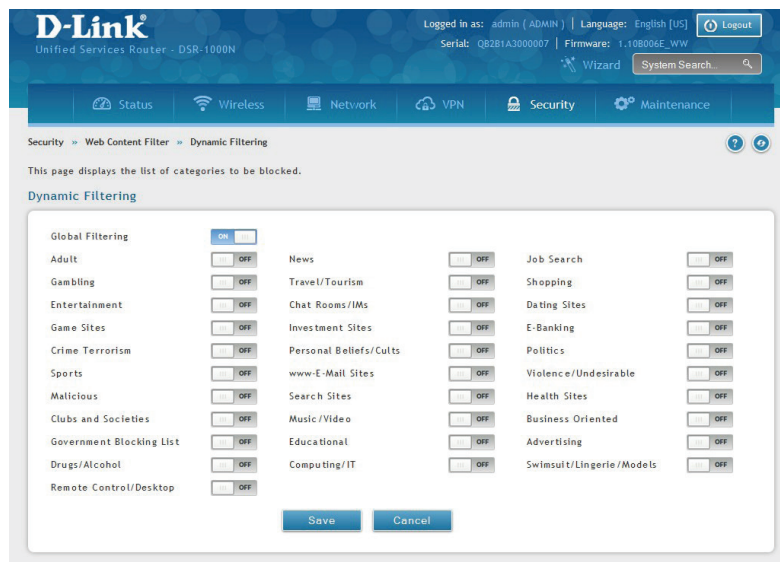 D-Link®
Unified Services Router - DSR-1000N
Logged in as: admin ( ADMIN ) | Language: English [US]
Logout
Serial: QB2B1A3000007 | Firmware: 1.10B006E_WW
Wizard
System Search...
Status Wireless Network VPN Security Maintenance
Security » Web Content Filter » Dynamic Filtering
This page displays the list of categories to be blocked.
Dynamic Filtering
Global Filtering ON
Adult OFF News OFF Job Search OFF
Gambling OFF Travel/Tourism OFF Shopping OFF
Entertainment OFF Chat Rooms/IMs OFF Dating Sites OFF
Game Sites OFF Investment Sites OFF E-Banking OFF
Crime Terrorism OFF Personal Beliefs/Cults OFF Politics OFF
Sports OFF www-E-Mail Sites OFF Violence/Undesirable OFF
Malicious OFF Search Sites OFF Health Sites OFF
Clubs and Societies OFF Music/Video OFF Business Oriented OFF
Government Blocking List OFF Educational OFF Advertising OFF
Drugs/Alcohol OFF Computing/IT OFF Swimsuit/Lingerie/Models OFF
Remote Control/Desktop OFF
Save Cancel